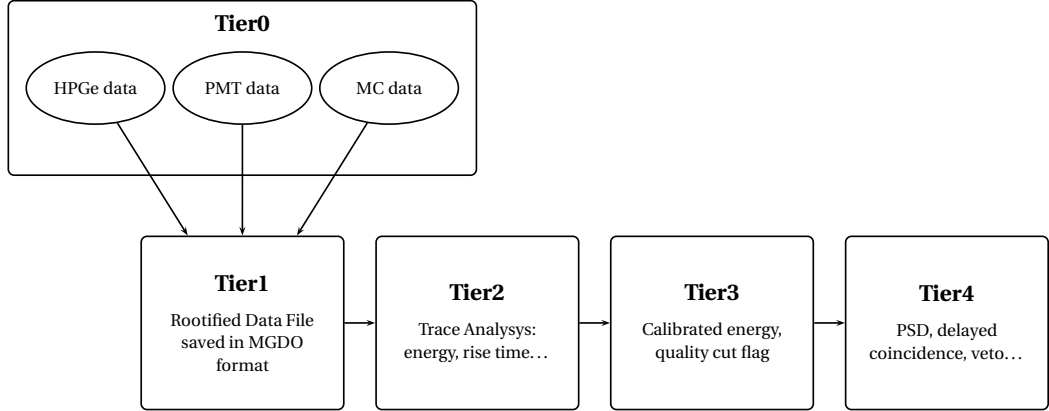 Tier0
HPGe data
PMT data
MC data
Tier1
Rootified Data File
saved in MGDO
format
Tier2
Trace Analysys:
energy, rise time...
Tier3
Calibrated energy,
quality cut flag
Tier4
PSD, delayed
coincidence, veto...